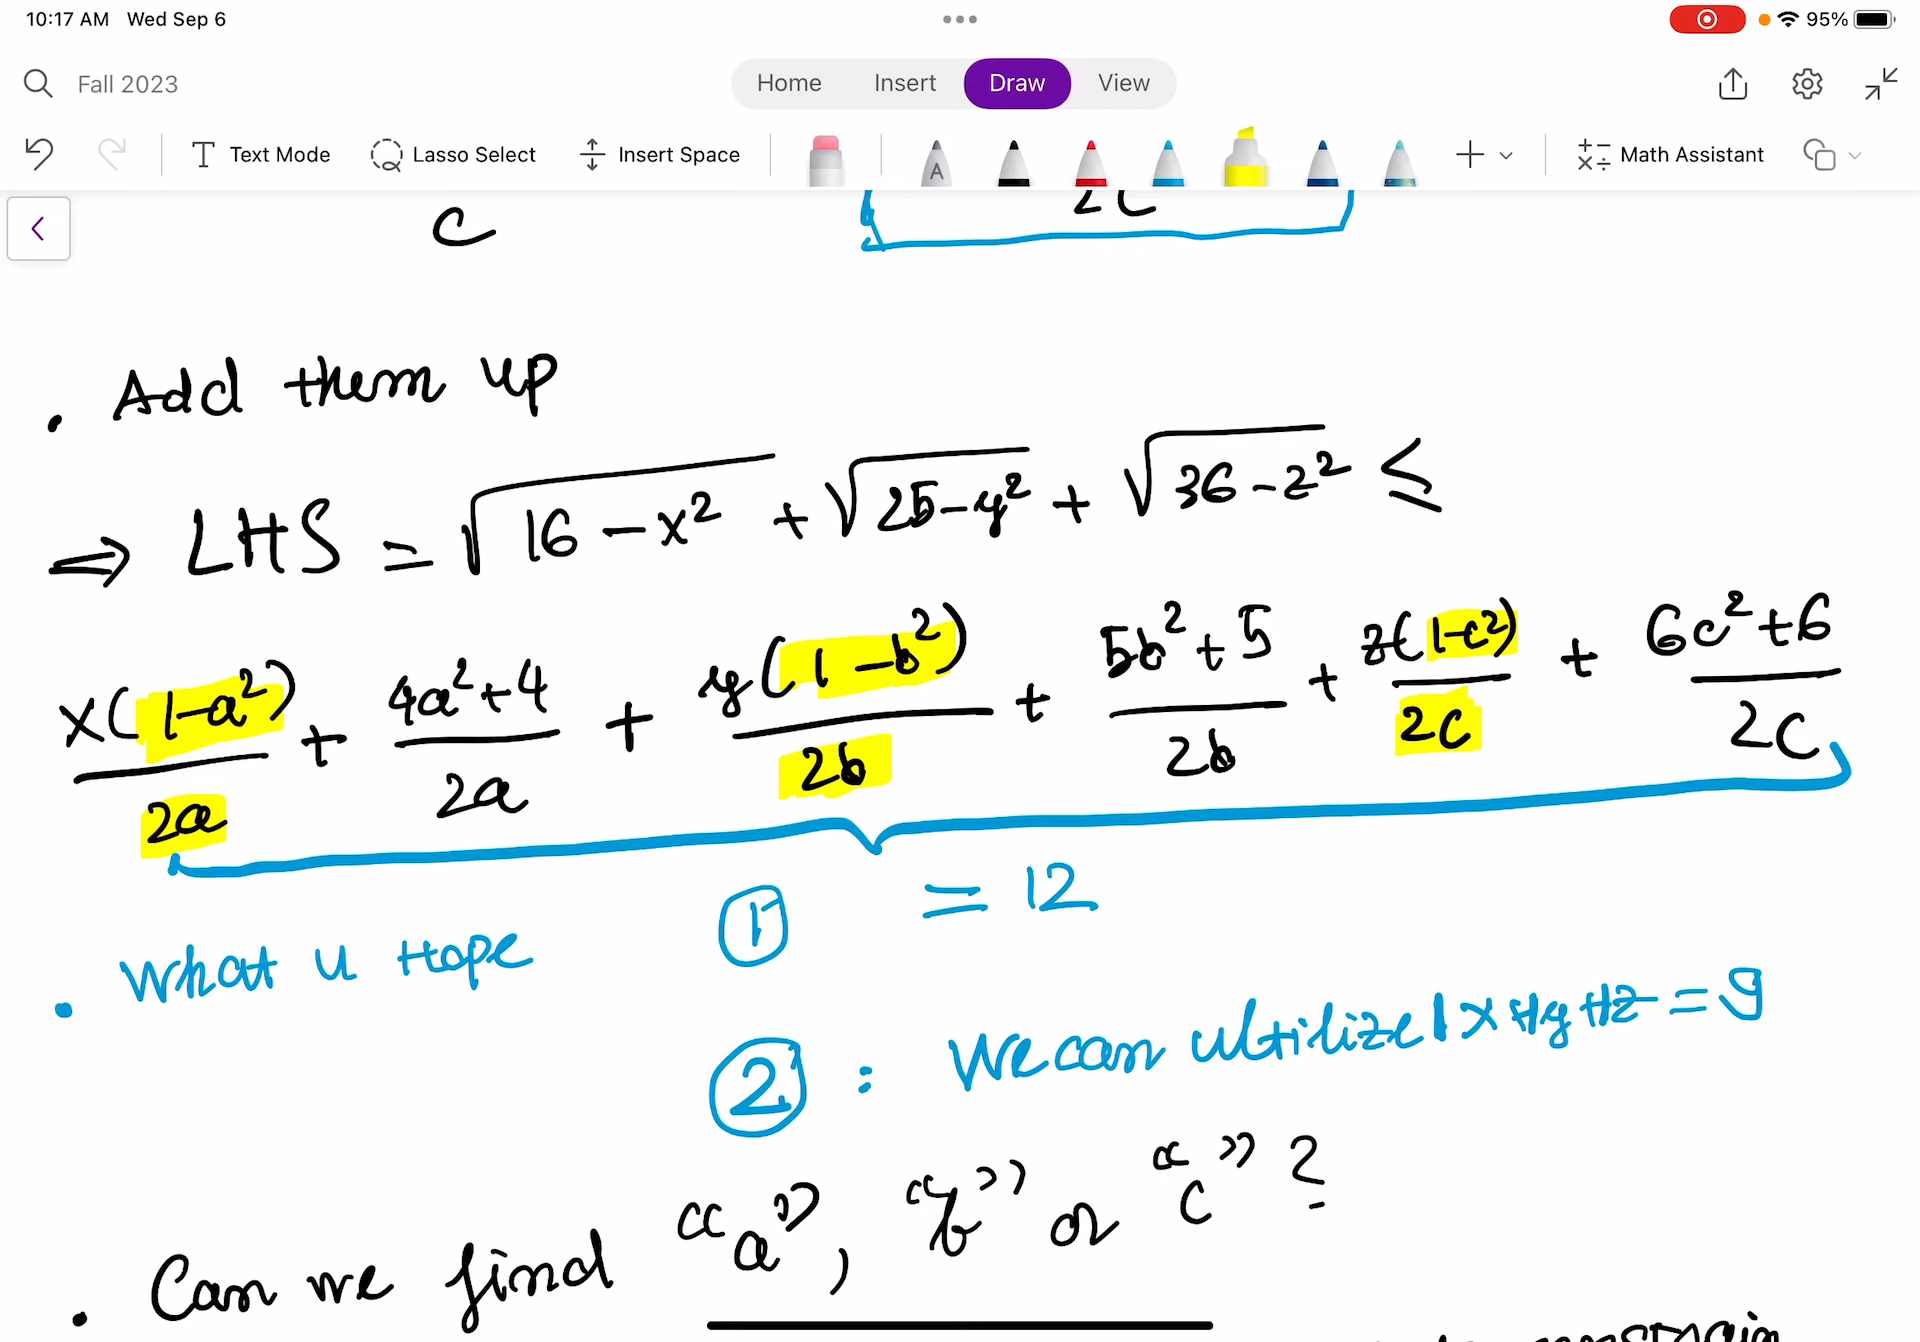 10:17 AM Wed Sep 6
95%
Fall 2023
Home Insert Draw View
Text Mode Lasso Select Insert Space A Math Assistant
c 2c
. Add them up
⇒ LHS = √(16 - x²) + √(25 - y²) + √(36 - z²) ≤
x(1-a²)/2a + (4a²+4)/2a + y(1-b²)/2b + (5b²+5)/2b + z(1-c²)/2c + (6c²+6)/2c
① = 12
. What u Hope
② : We can ultilize | x + y + z = 9
. Can we find "a", "b" or "c" ?